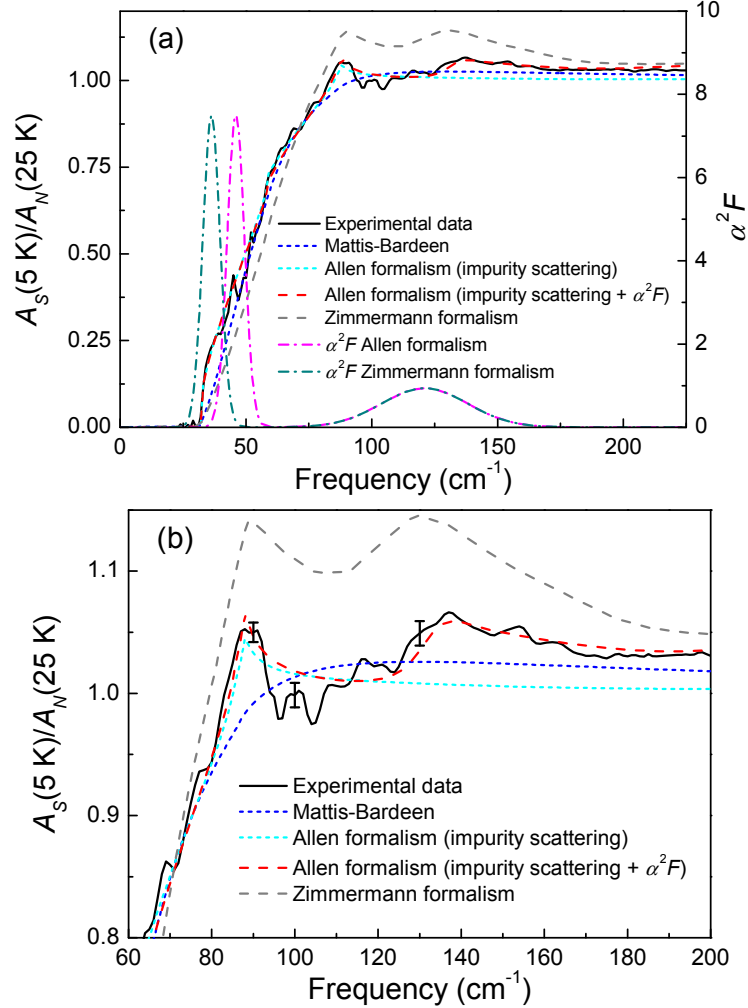 (a)
A_S(5 K)/A_N(25 K)
1.00
0.75
0.50
0.25
0.00
10
8
6
4
2
0
α²F
Experimental data
Mattis-Bardeen
Allen formalism (impurity scattering)
Allen formalism (impurity scattering + α²F)
Zimmermann formalism
α²F Allen formalism
α²F Zimmermann formalism
0 50 100 150 200
Frequency (cm⁻¹)
(b)
A_S(5 K)/A_N(25 K)
1.1
1.0
0.9
0.8
Experimental data
Mattis-Bardeen
Allen formalism (impurity scattering)
Allen formalism (impurity scattering + α²F)
Zimmermann formalism
60 80 100 120 140 160 180 200
Frequency (cm⁻¹)